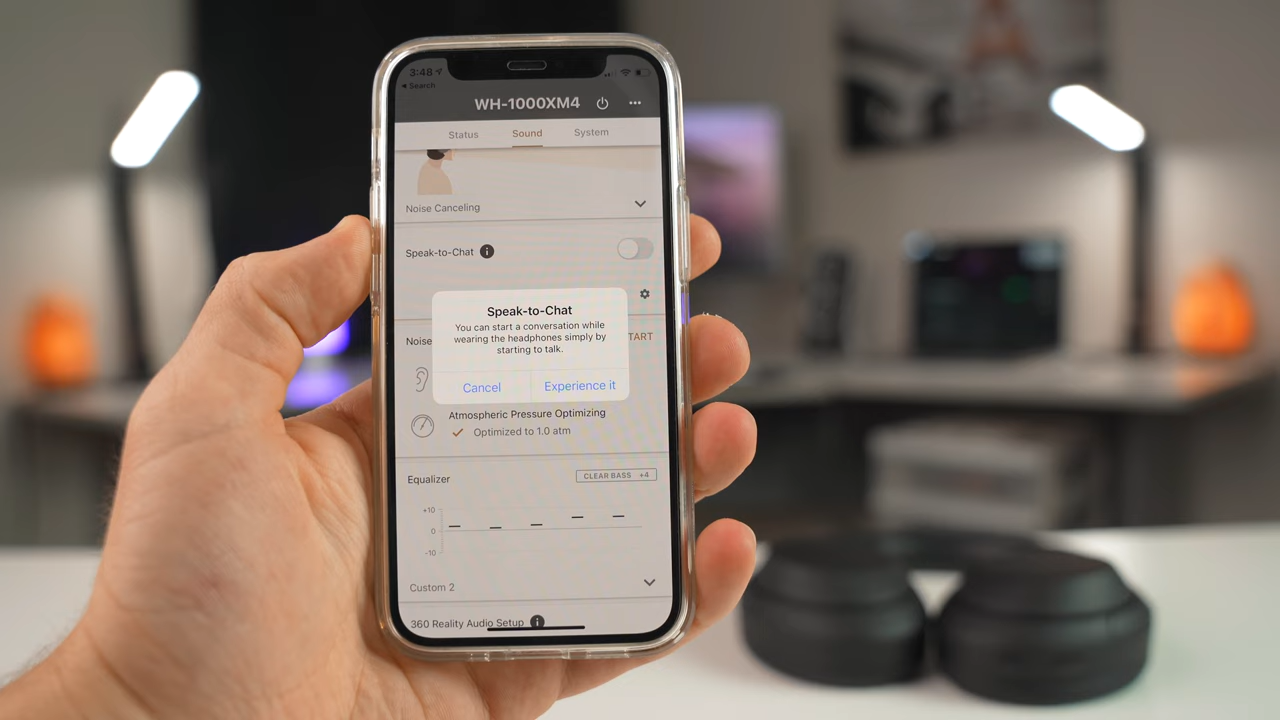 3:48
Search
WH-1000XM4
Status Sound System
Noise Canceling
Speak-to-Chat i
Speak-to-Chat
You can start a conversation while
wearing the headphones simply by
starting to talk.
Cancel Experience it
Noise
TART
Atmospheric Pressure Optimizing
Optimized to 1.0 atm
Equalizer CLEAR BASS +4
+10
0
-10
Custom 2
360 Reality Audio Setup i